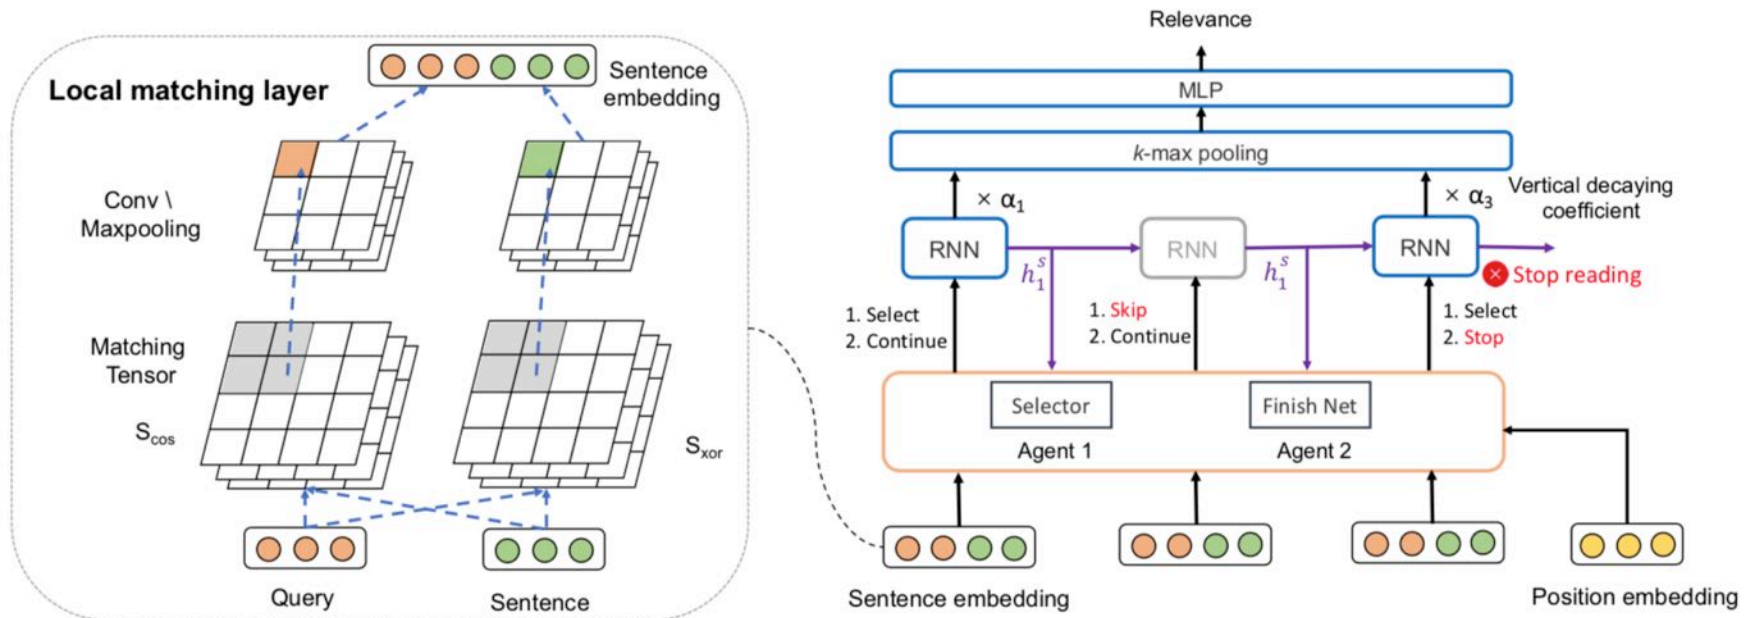 Local matching layer
Sentence
embedding
Conv \
Maxpooling
Matching
Tensor
S_cos
S_xor
Query
Sentence
Relevance
MLP
k-max pooling
× α₁
× α₃
Vertical decaying
coefficient
RNN
RNN
RNN
h₁ˢ
h₁ˢ
Stop reading
1. Select
2. Continue
1. Skip
2. Continue
1. Select
2. Stop
Selector
Finish Net
Agent 1
Agent 2
Sentence embedding
Position embedding